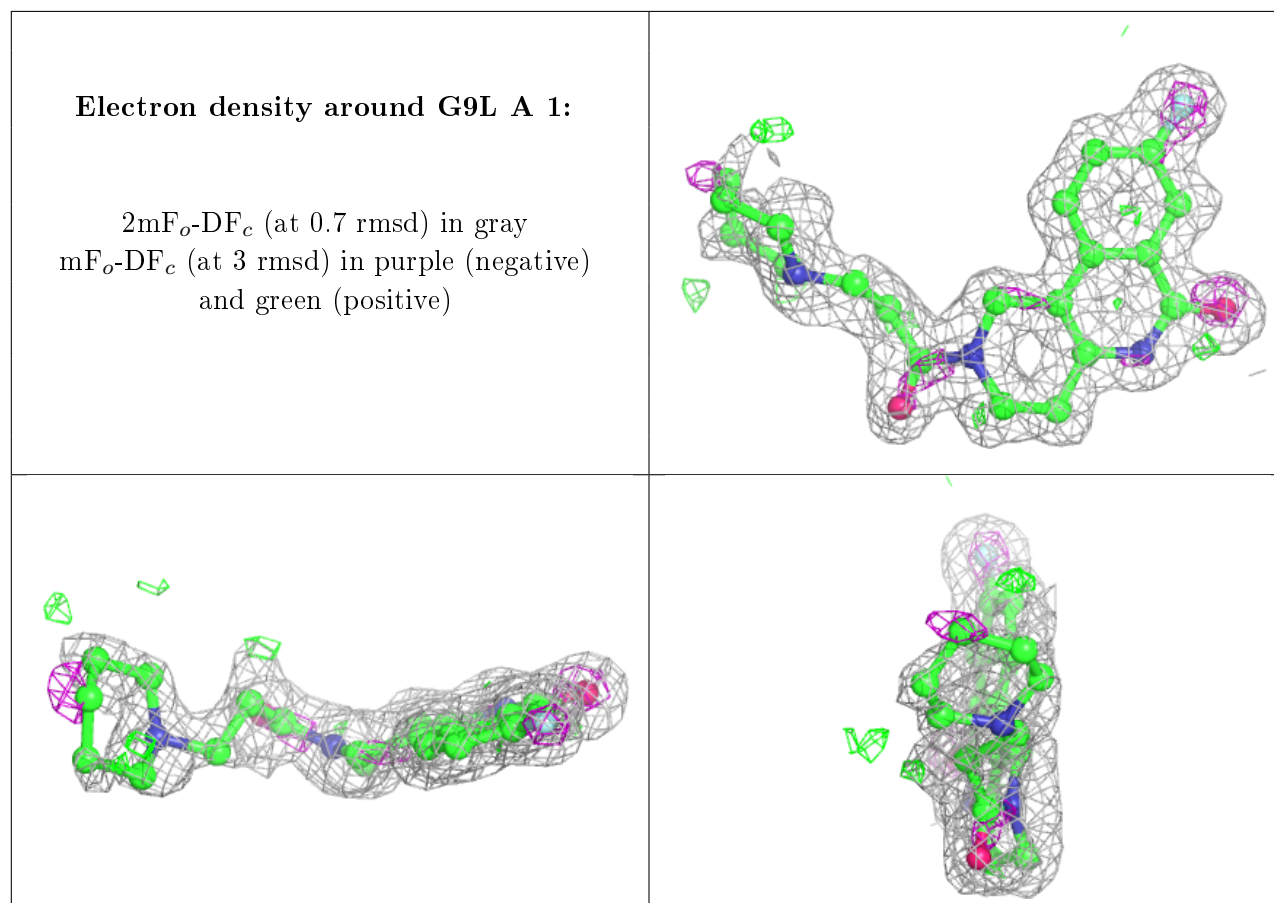 Electron density around G9L A 1:
2mFo-DFc (at 0.7 rmsd) in gray
mFo-DFc (at 3 rmsd) in purple (negative)
and green (positive)